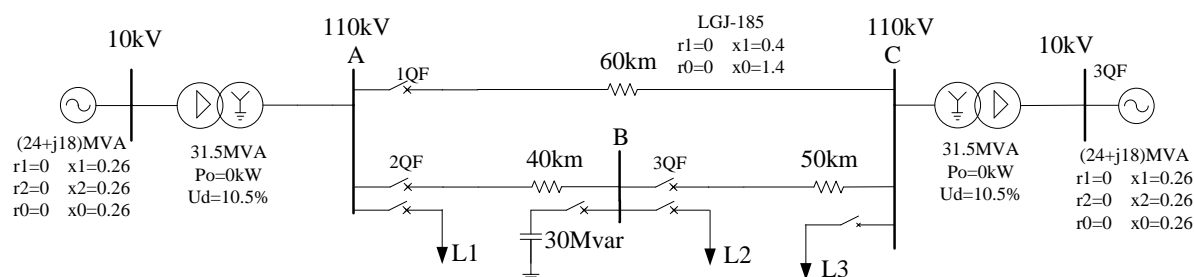 10kV
(24+j18)MVA
r1=0 x1=0.26
r2=0 x2=0.26
r0=0 x0=0.26
31.5MVA
Po=0kW
Ud=10.5%
110kV
A
1QF
60km
LGJ-185
r1=0 x1=0.4
r0=0 x0=1.4
2QF
40km
B
3QF
50km
L1
30Mvar
L2
L3
110kV
C
31.5MVA
Po=0kW
Ud=10.5%
10kV
3QF
(24+j18)MVA
r1=0 x1=0.26
r2=0 x2=0.26
r0=0 x0=0.26